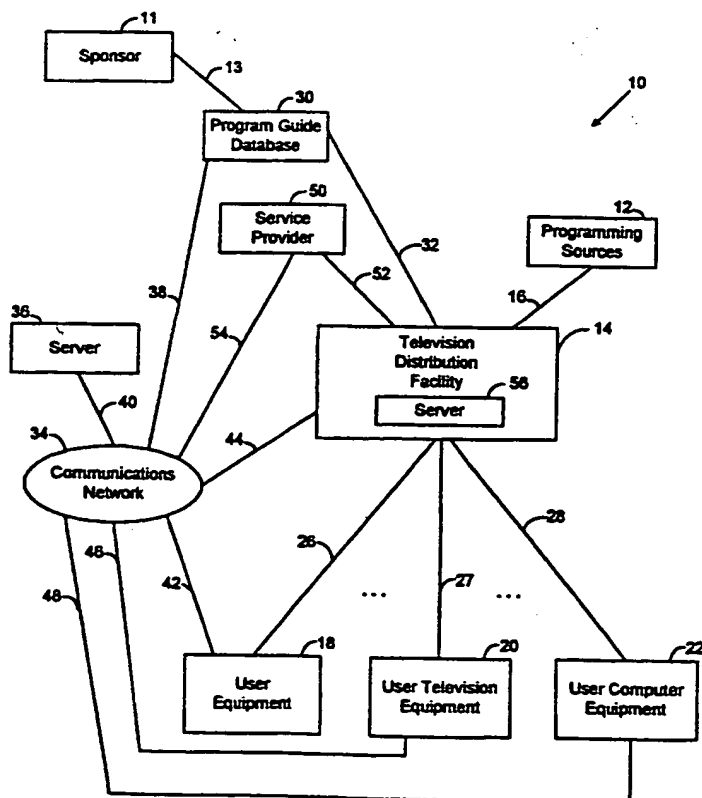 11
Sponsor
13
30
10
Program Guide
Database
50
Service
Provider
12
Programming
Sources
32
52
16
38
54
36
Server
40
14
Television
Distribution
Facility
56
Server
34
Communications
Network
44
26
28
46
42
27
48
...
...
18
User
Equipment
20
User Television
Equipment
22
User Computer
Equipment